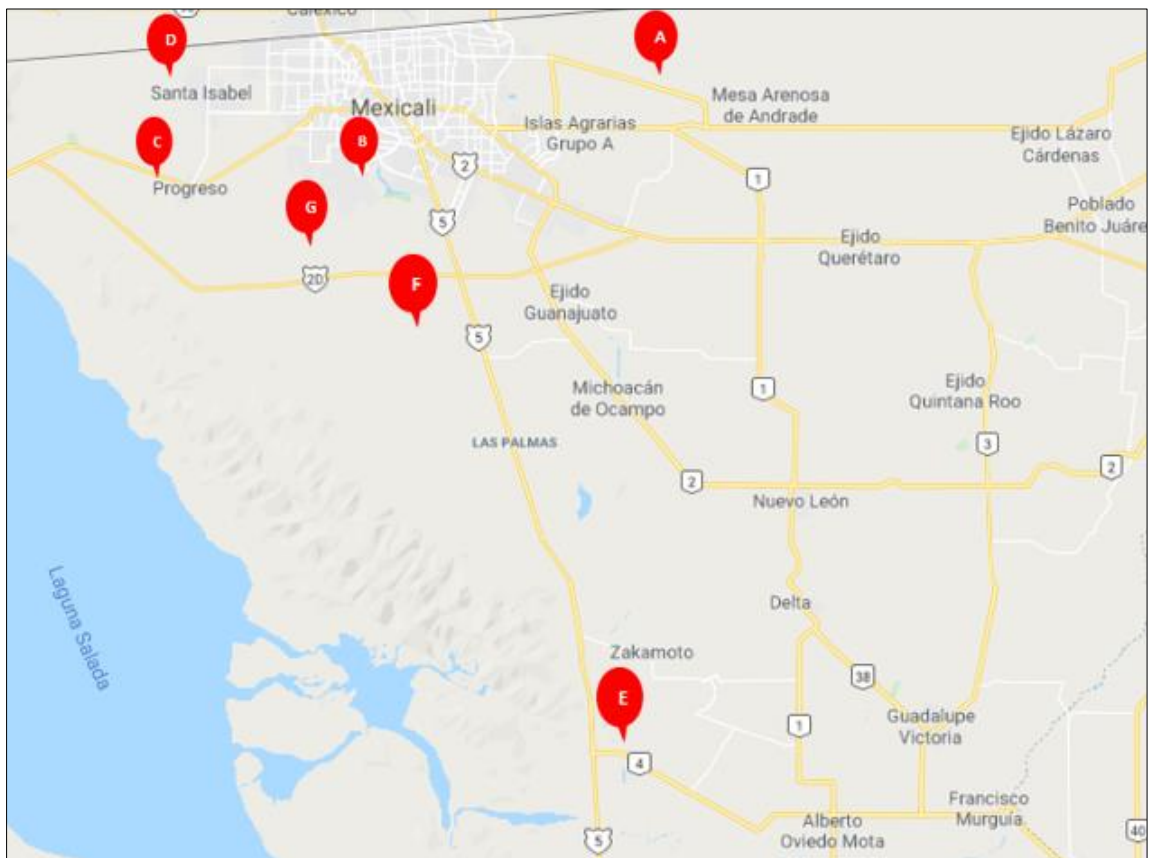 Calexico
D
A
Santa Isabel
Mexicali
Mesa Arenosa
de Andrade
Islas Agrarias
Grupo A
Ejido Lázaro
Cárdenas
C
B
2
1
Progreso
G
5
Poblado
Benito Juáre
Ejido
Querétaro
2D
F
Ejido
Guanajuato
5
Michoacán
de Ocampo
1
Ejido
Quintana Roo
LAS PALMAS
3
2
2
Nuevo León
Laguna Salada
Delta
Zakamoto
38
E
Guadalupe
Victoria
1
4
Francisco
Murguía
Alberto
Oviedo Mota
5
40